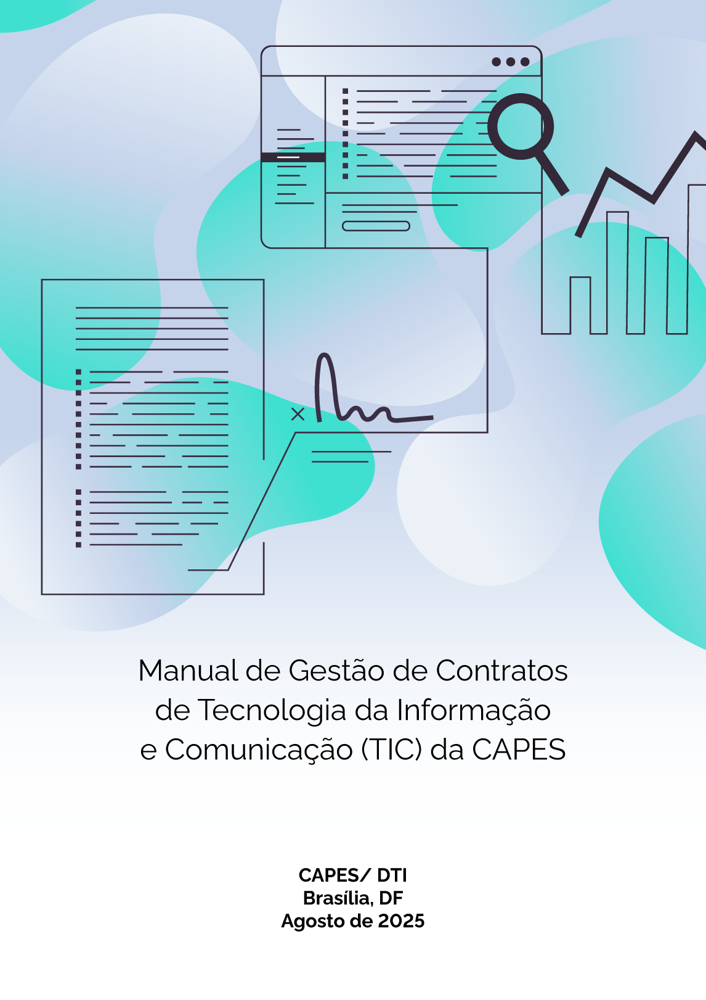 Manual de Gestão de Contratos
de Tecnologia da Informação
e Comunicação (TIC) da CAPES
CAPES/ DTI
Brasília, DF
Agosto de 2025